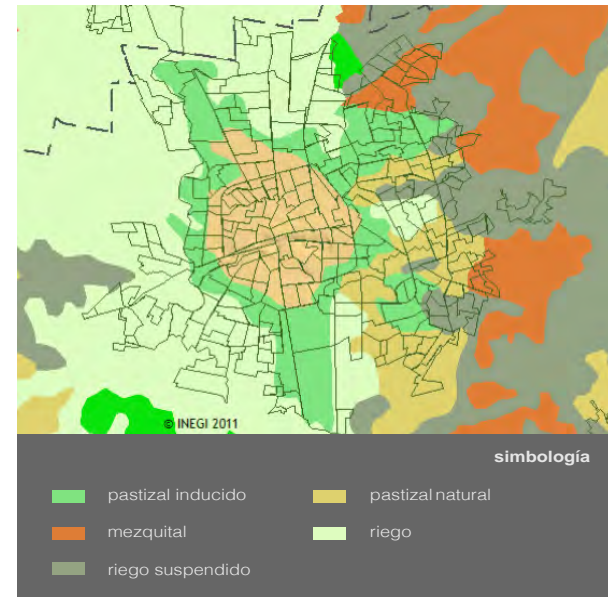 © INEGI 2011
simbología
pastizal inducido
pastizal natural
mezquital
riego
riego suspendido